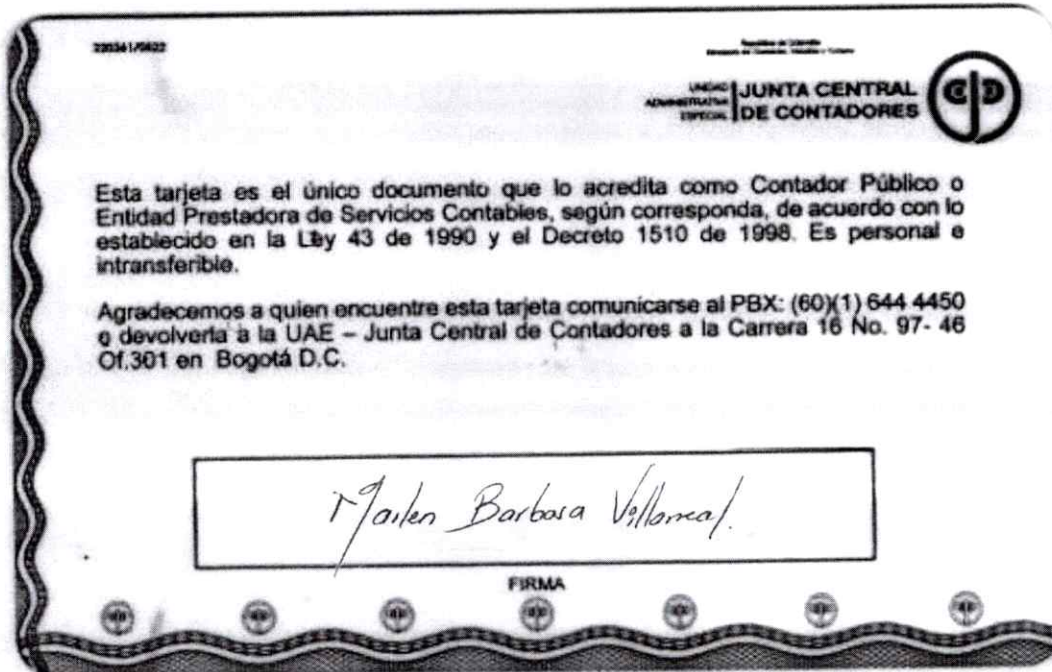 UNIDAD
ADMINISTRATIVA
ESPECIAL
JUNTA CENTRAL
DE CONTADORES
Esta tarjeta es el único documento que lo acredita como Contador Público o
Entidad Prestadora de Servicios Contables, según corresponda, de acuerdo con lo
establecido en la Ley 43 de 1990 y el Decreto 1510 de 1998. Es personal e
intransferible.
Agradecemos a quien encuentre esta tarjeta comunicarse al PBX: (60)(1) 644 4450
o devolverla a la UAE – Junta Central de Contadores a la Carrera 16 No. 97- 46
Of.301 en Bogotá D.C.
Marlen Barbosa Villarreal.
FIRMA